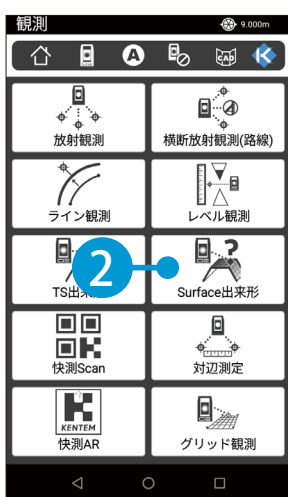 観測
9.000m
A
CAD
放射観測
横断放射観測(路線)
ライン観測
レベル観測
2
TS出来
Surface出来形
快測Scan
対辺測定
KENTEM
快測AR
グリッド観測